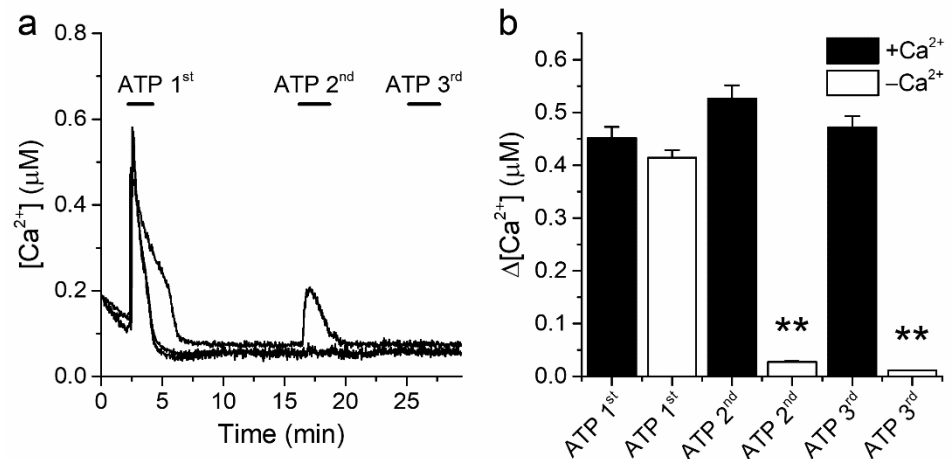 a
0.8
0.6
0.4
0.2
0.0
[Ca²⁺] (μM)
ATP 1ˢᵗ
ATP 2ⁿᵈ
ATP 3ʳᵈ
0 5 10 15 20 25
Time (min)
b
0.6
0.5
0.4
0.3
0.2
0.1
0.0
Δ[Ca²⁺] (μM)
+Ca²⁺
–Ca²⁺
**
**
ATP 1ˢᵗ
ATP 1ˢᵗ
ATP 2ⁿᵈ
ATP 2ⁿᵈ
ATP 3ʳᵈ
ATP 3ʳᵈ